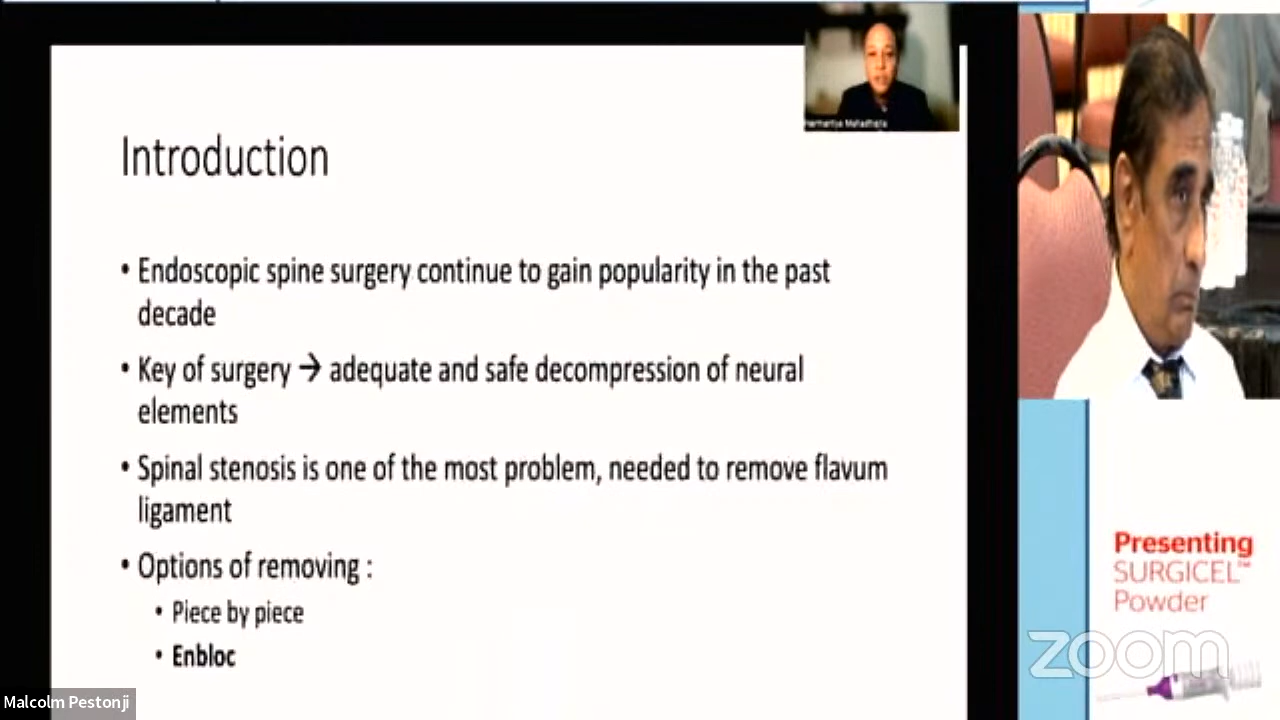 Introduction
• Endoscopic spine surgery continue to gain popularity in the past
decade
• Key of surgery → adequate and safe decompression of neural
elements
• Spinal stenosis is one of the most problem, needed to remove flavum
ligament
• Options of removing :
• Piece by piece
• Enbloc
Malcolm Pestonji
Presenting
SURGICEL™
Powder
zoom